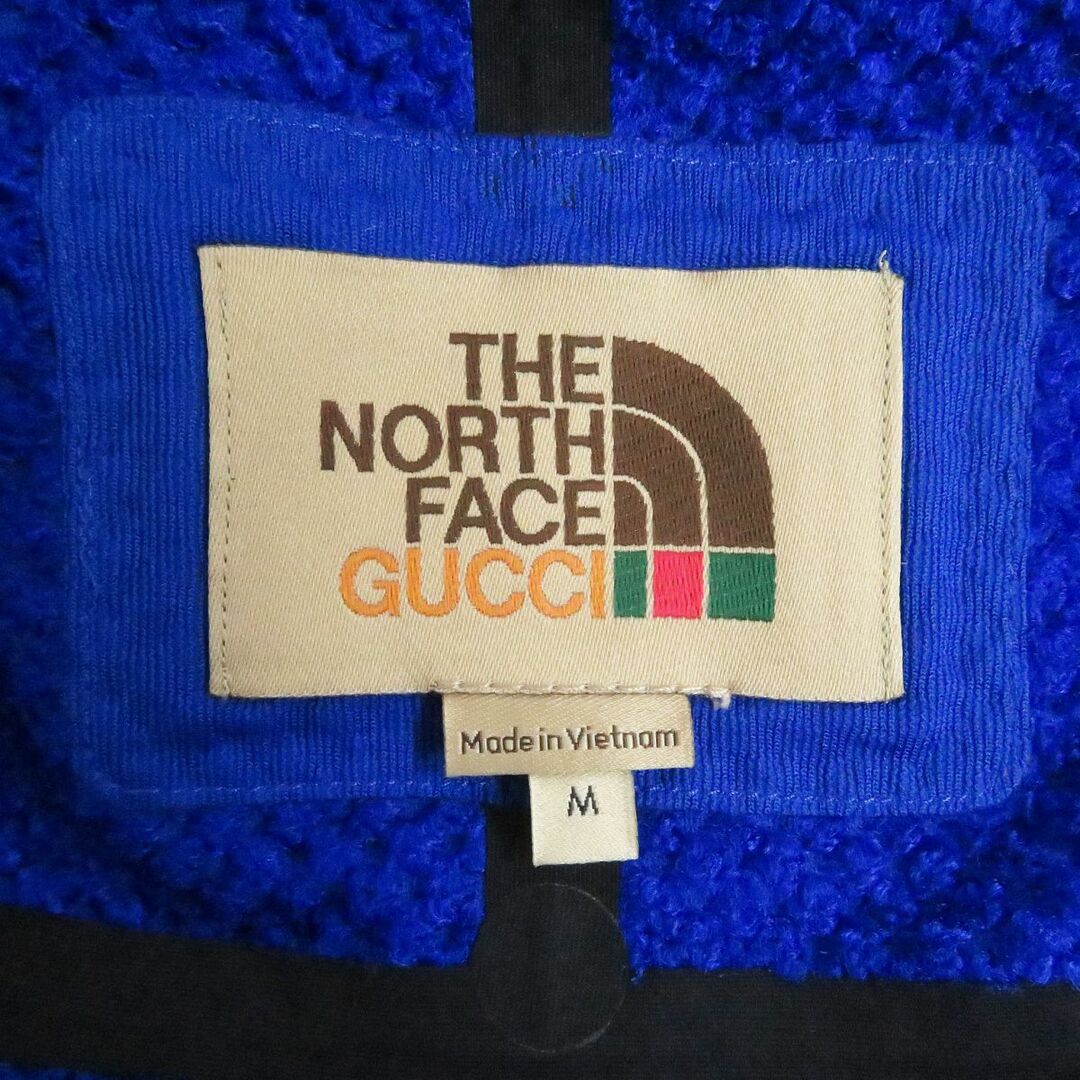 THE
NORTH
FACE
GUCCI
Made in Vietnam
M